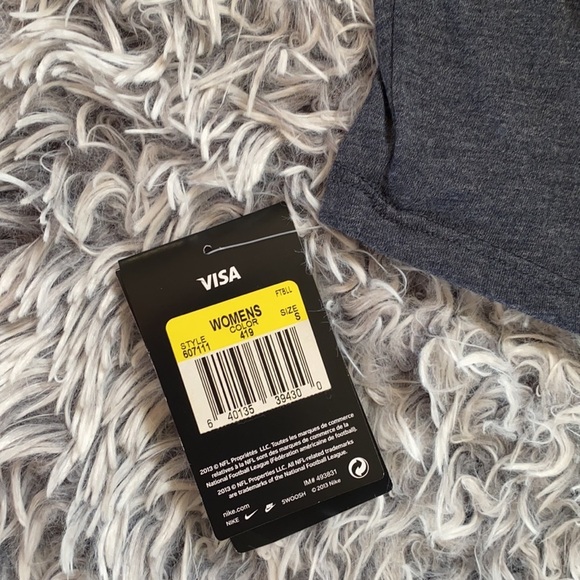 VISA
FTBLL
WOMENS
STYLE COLOR SIZE
607111 419 S
6 40135 39430 0
2013 © NFL Propriétés LLC. Toutes les marques de commerce
relatives à la NFL sont des marques de commerce de la
National Football League (Fédération américaine de football).
2013 © NFL Properties LLC. All NFL-related trademarks
are trademarks of the National Football League.
IM# 493831
nike.com © 2013 Nike
NIKE SWOOSH